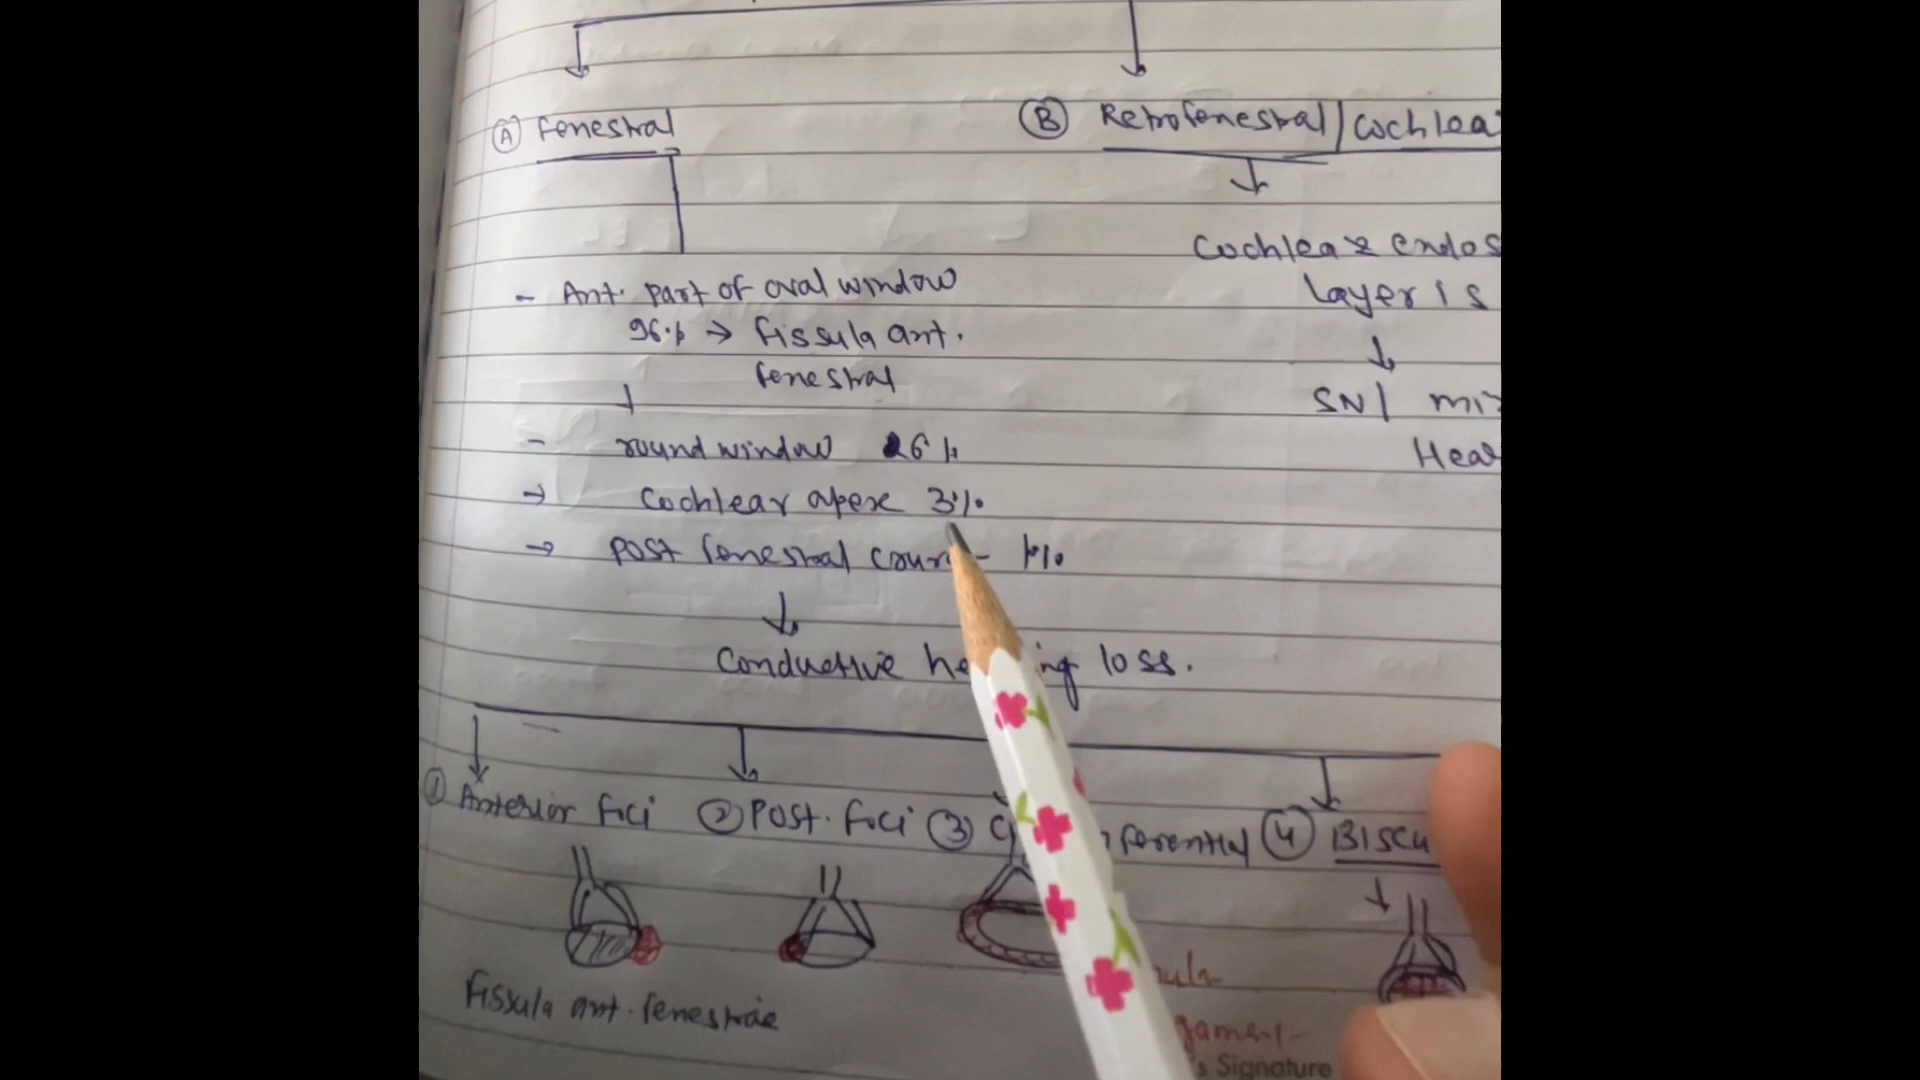 A Fenestral
B Retrofenestral / Cochlea
- Ant. part of oval window
96% → Fissula ant.
fenestral
- round window 6%
→ Cochlear apex 3%
→ post fenestral 1%
Conductive loss.
Cochlea & endos
Layer is
SN / mi
Hea
1 Anterior foci 2 Post. foci 3 4 Biscu
Fissula ant. fenestrae
's Signature